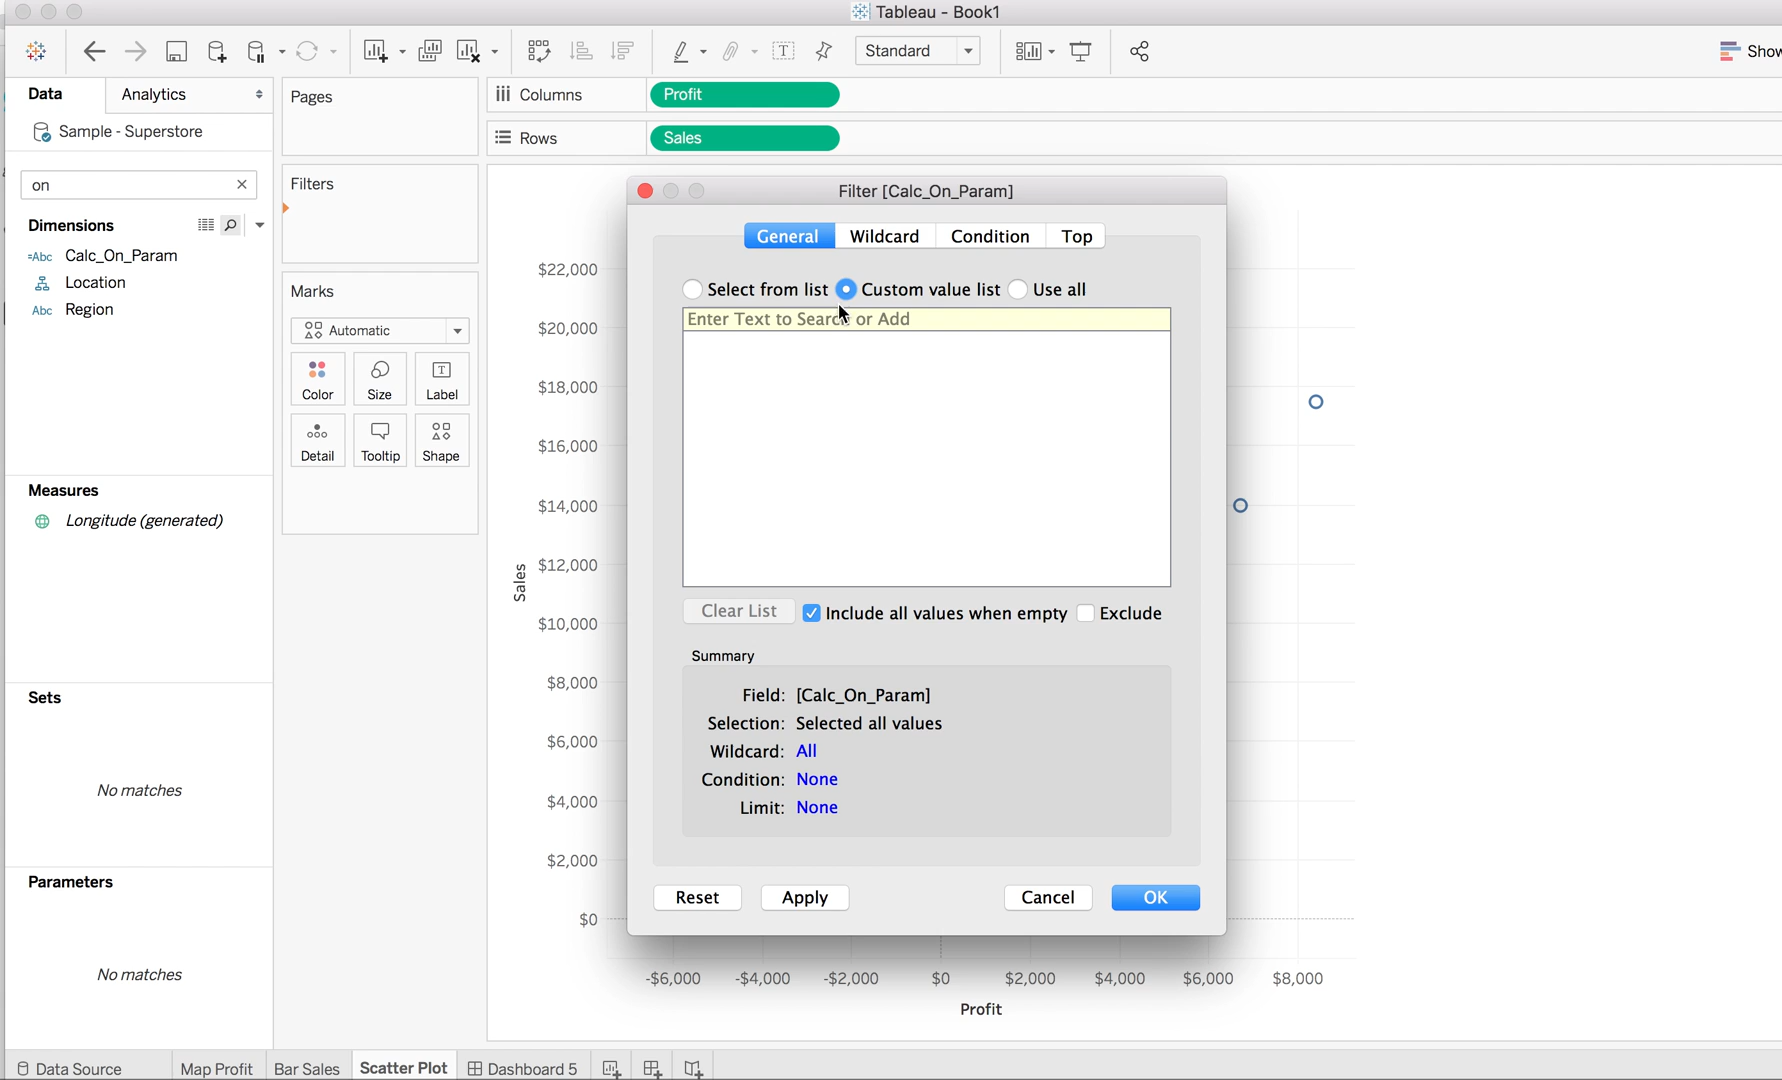 Tableau - Book1
Standard
Show
Data
Analytics
Sample - Superstore
on
Dimensions
=Abc Calc_On_Param
Location
Abc Region
Measures
Longitude (generated)
Sets
No matches
Parameters
No matches
Pages
Filters
Marks
Automatic
Color
Size
Label
Detail
Tooltip
Shape
Columns
Profit
Rows
Sales
Filter [Calc_On_Param]
General
Wildcard
Condition
Top
Select from list
Custom value list
Use all
Enter Text to Search or Add
Clear List
Include all values when empty
Exclude
Summary
Field: [Calc_On_Param]
Selection: Selected all values
Wildcard: All
Condition: None
Limit: None
Reset
Apply
Cancel
OK
$22,000
$20,000
$18,000
$16,000
$14,000
$12,000
$10,000
$8,000
$6,000
$4,000
$2,000
$0
Sales
-$6,000
-$4,000
-$2,000
$0
$2,000
$4,000
$6,000
$8,000
Profit
Data Source
Map Profit
Bar Sales
Scatter Plot
Dashboard 5